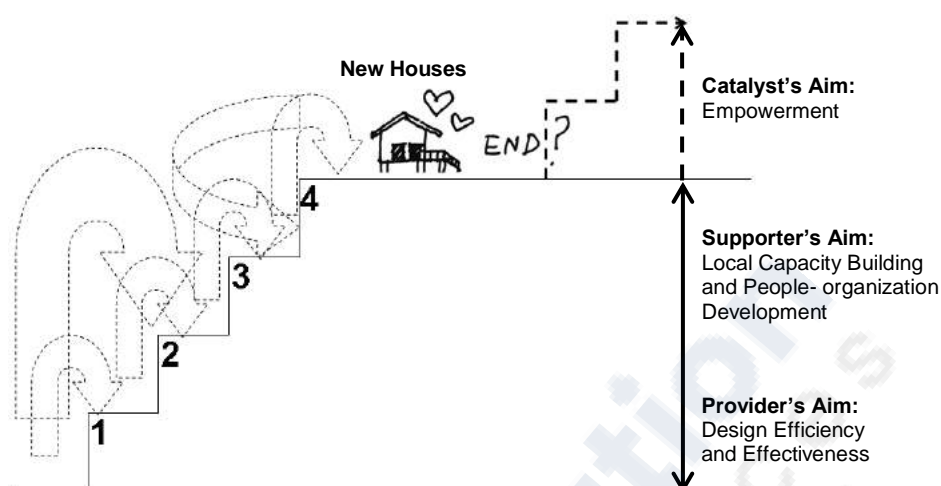 New Houses
END?
1
2
3
4
Catalyst's Aim:
Empowerment
Supporter's Aim:
Local Capacity Building
and People- organization
Development
Provider's Aim:
Design Efficiency
and Effectiveness